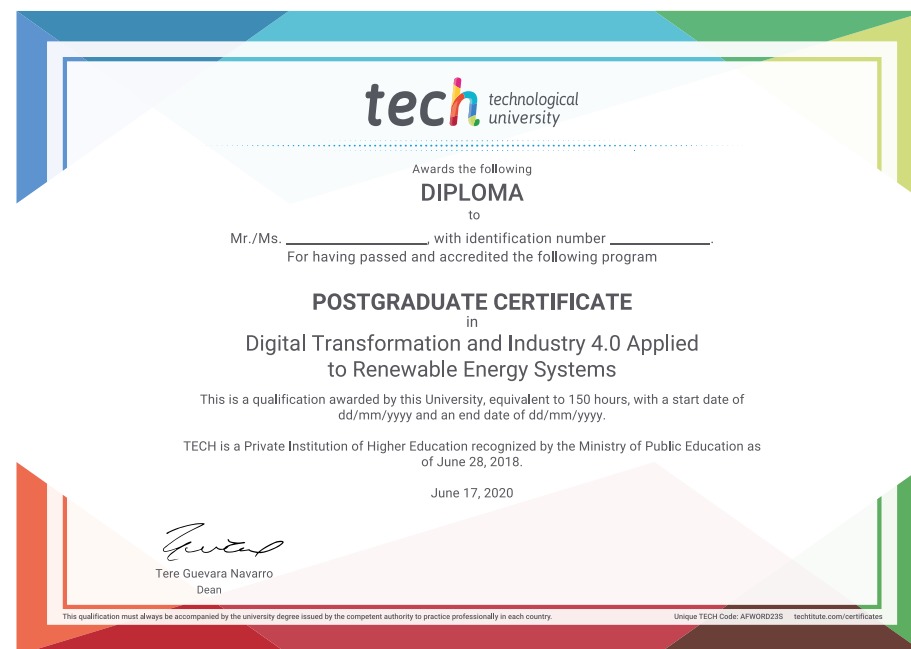 tech technological
university
Awards the following
DIPLOMA
to
Mr./Ms. ____________________, with identification number ______________.
For having passed and accredited the following program
POSTGRADUATE CERTIFICATE
in
Digital Transformation and Industry 4.0 Applied
to Renewable Energy Systems
This is a qualification awarded by this University, equivalent to 150 hours, with a start date of
dd/mm/yyyy and an end date of dd/mm/yyyy.
TECH is a Private Institution of Higher Education recognized by the Ministry of Public Education as
of June 28, 2018.
June 17, 2020
Tere Guevara Navarro
Dean
This qualification must always be accompanied by the university degree issued by the competent authority to practice professionally in each country. Unique TECH Code: AFWORD23S techtitute.com/certificates